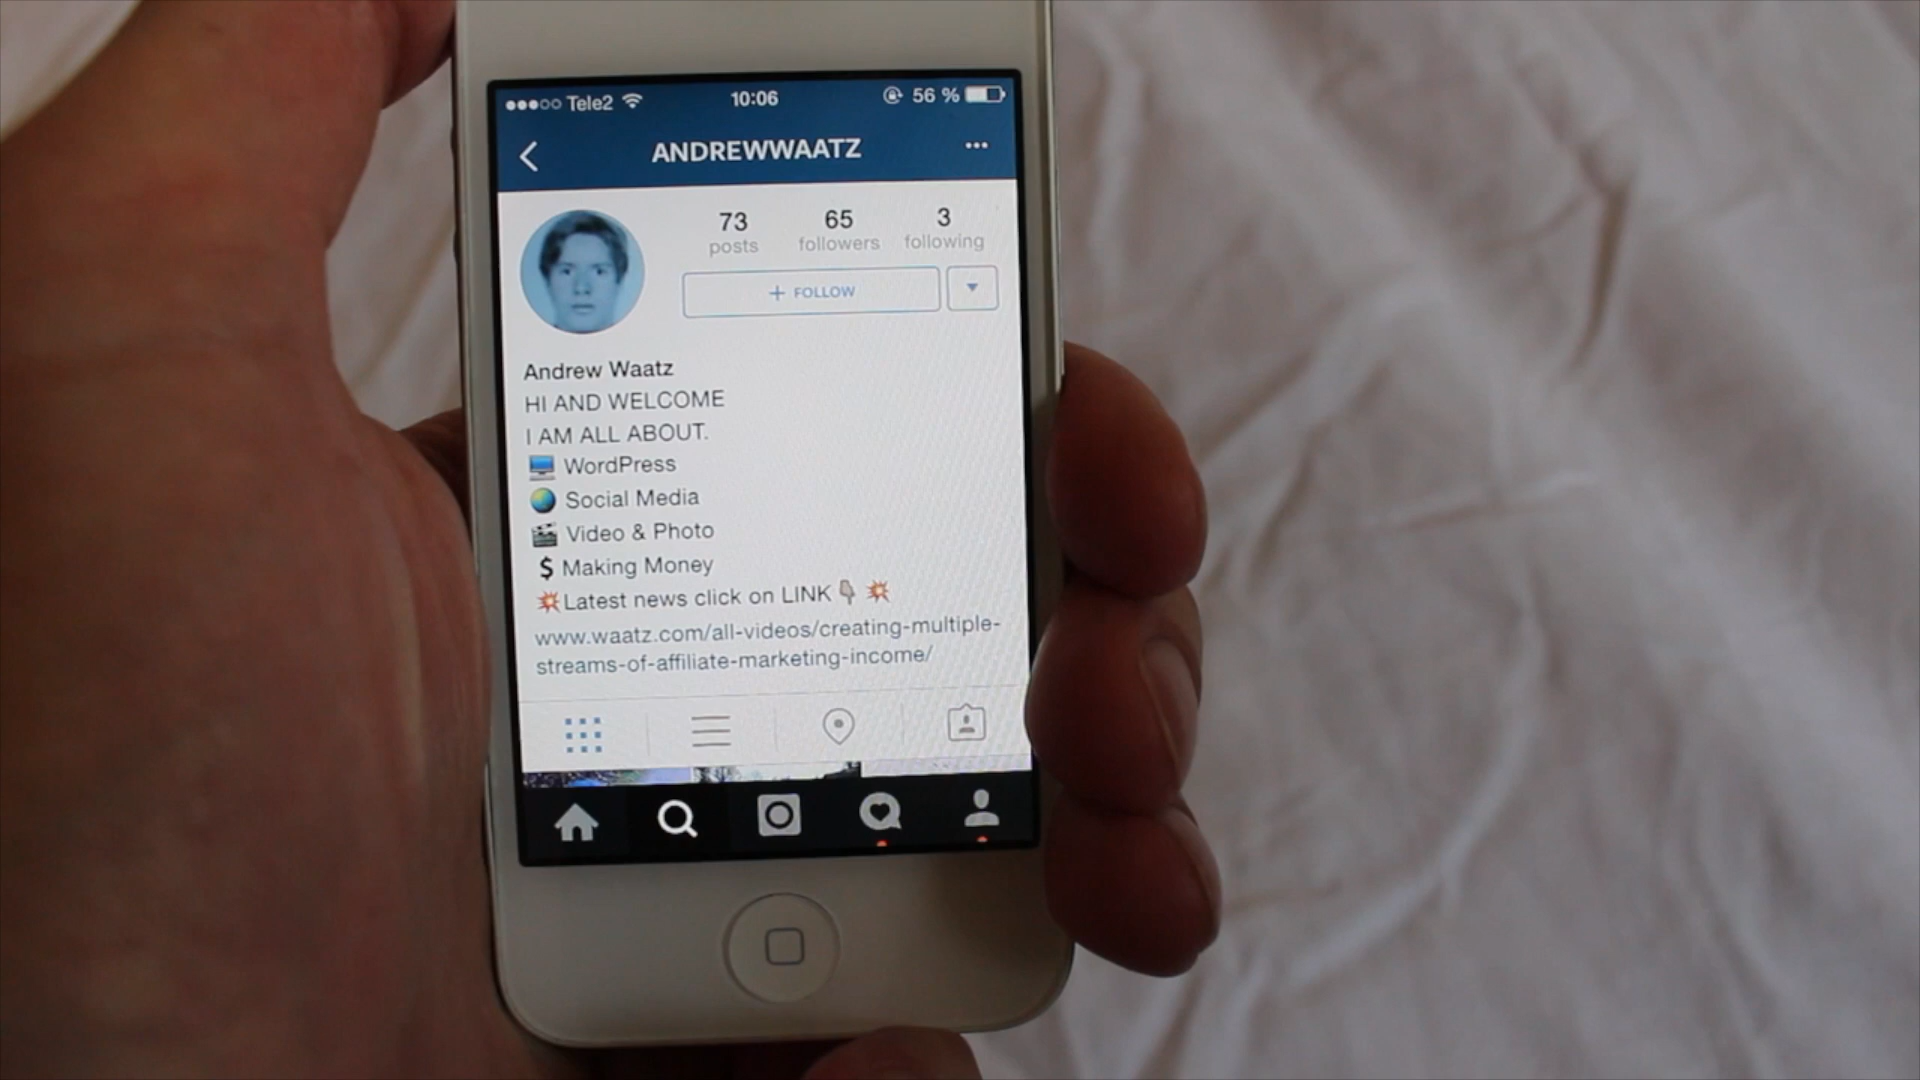 Tele2 10:06 56 %
ANDREWWAATZ
73 65 3
posts followers following
+ FOLLOW
Andrew Waatz
HI AND WELCOME
I AM ALL ABOUT.
WordPress
Social Media
Video & Photo
$ Making Money
Latest news click on LINK
www.waatz.com/all-videos/creating-multiple-
streams-of-affiliate-marketing-income/